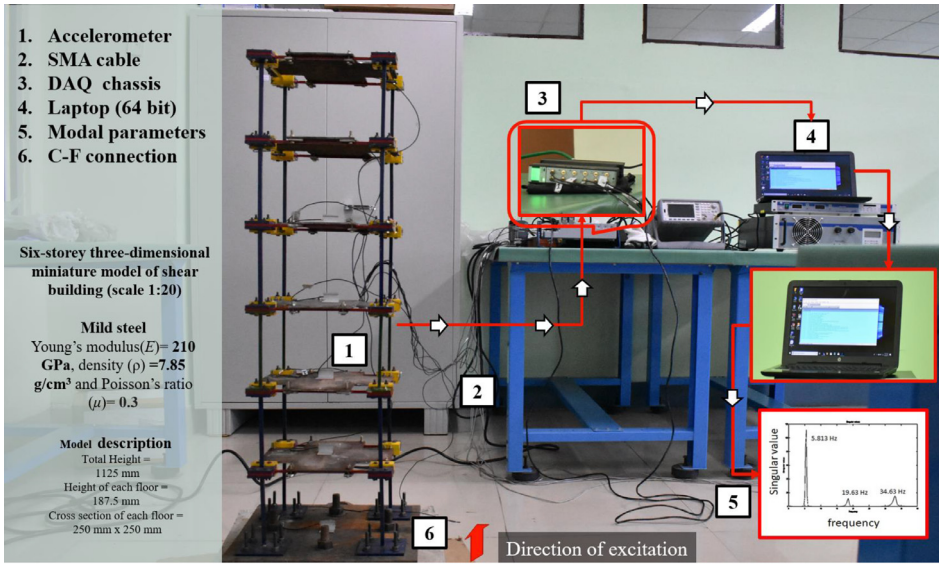 1. Accelerometer
2. SMA cable
3. DAQ chassis
4. Laptop (64 bit)
5. Modal parameters
6. C-F connection
Six-storey three-dimensional
miniature model of shear
building (scale 1:20)
Mild steel
Young's modulus(E)= 210
GPa, density (ρ) =7.85
g/cm³ and Poisson's ratio
(μ)= 0.3
Model description
Total Height =
1125 mm
Height of each floor =
187.5 mm
Cross section of each floor =
250 mm x 250 mm
1
2
3
4
5
6
Direction of excitation
Singular value
5.813 Hz
19.63 Hz
34.63 Hz
frequency